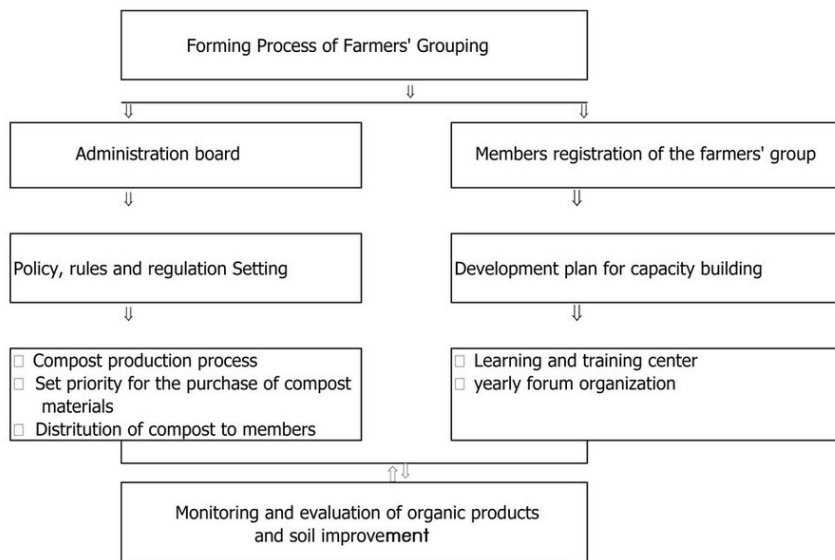 Forming Process of Farmers' Grouping
Administration board
Members registration of the farmers' group
Policy, rules and regulation Setting
Development plan for capacity building
Compost production process
Set priority for the purchase of compost
materials
Distritution of compost to members
Learning and training center
yearly forum organization
Monitoring and evaluation of organic products
and soil improvement